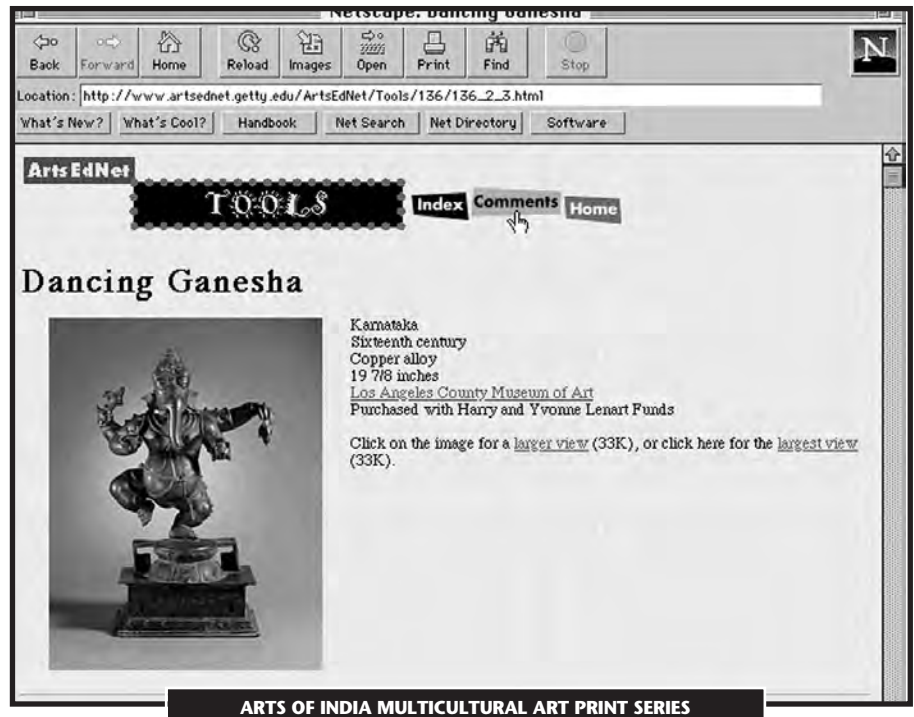 Netscape: Dancing Ganesha
Back Forward Home Reload Images Open Print Find Stop
N
Location: http://www.artsednet.getty.edu/ArtsEdNet/Tools/136/136_2_3.html
What's New? What's Cool? Handbook Net Search Net Directory Software
ArtsEdNet
TOOLS Index Comments Home
Dancing Ganesha
Karnataka
Sixteenth century
Copper alloy
19 7/8 inches
Los Angeles County Museum of Art
Purchased with Harry and Yvonne Lenart Funds
Click on the image for a larger view (33K), or click here for the largest view
(33K).
ARTS OF INDIA MULTICULTURAL ART PRINT SERIES